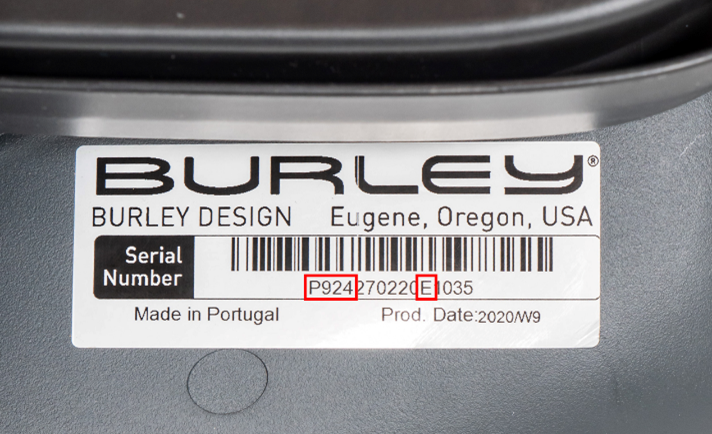 BURLEY®
BURLEY DESIGN Eugene, Oregon, USA
Serial Number
P924270220E1035
Made in Portugal Prod. Date:2020/W9